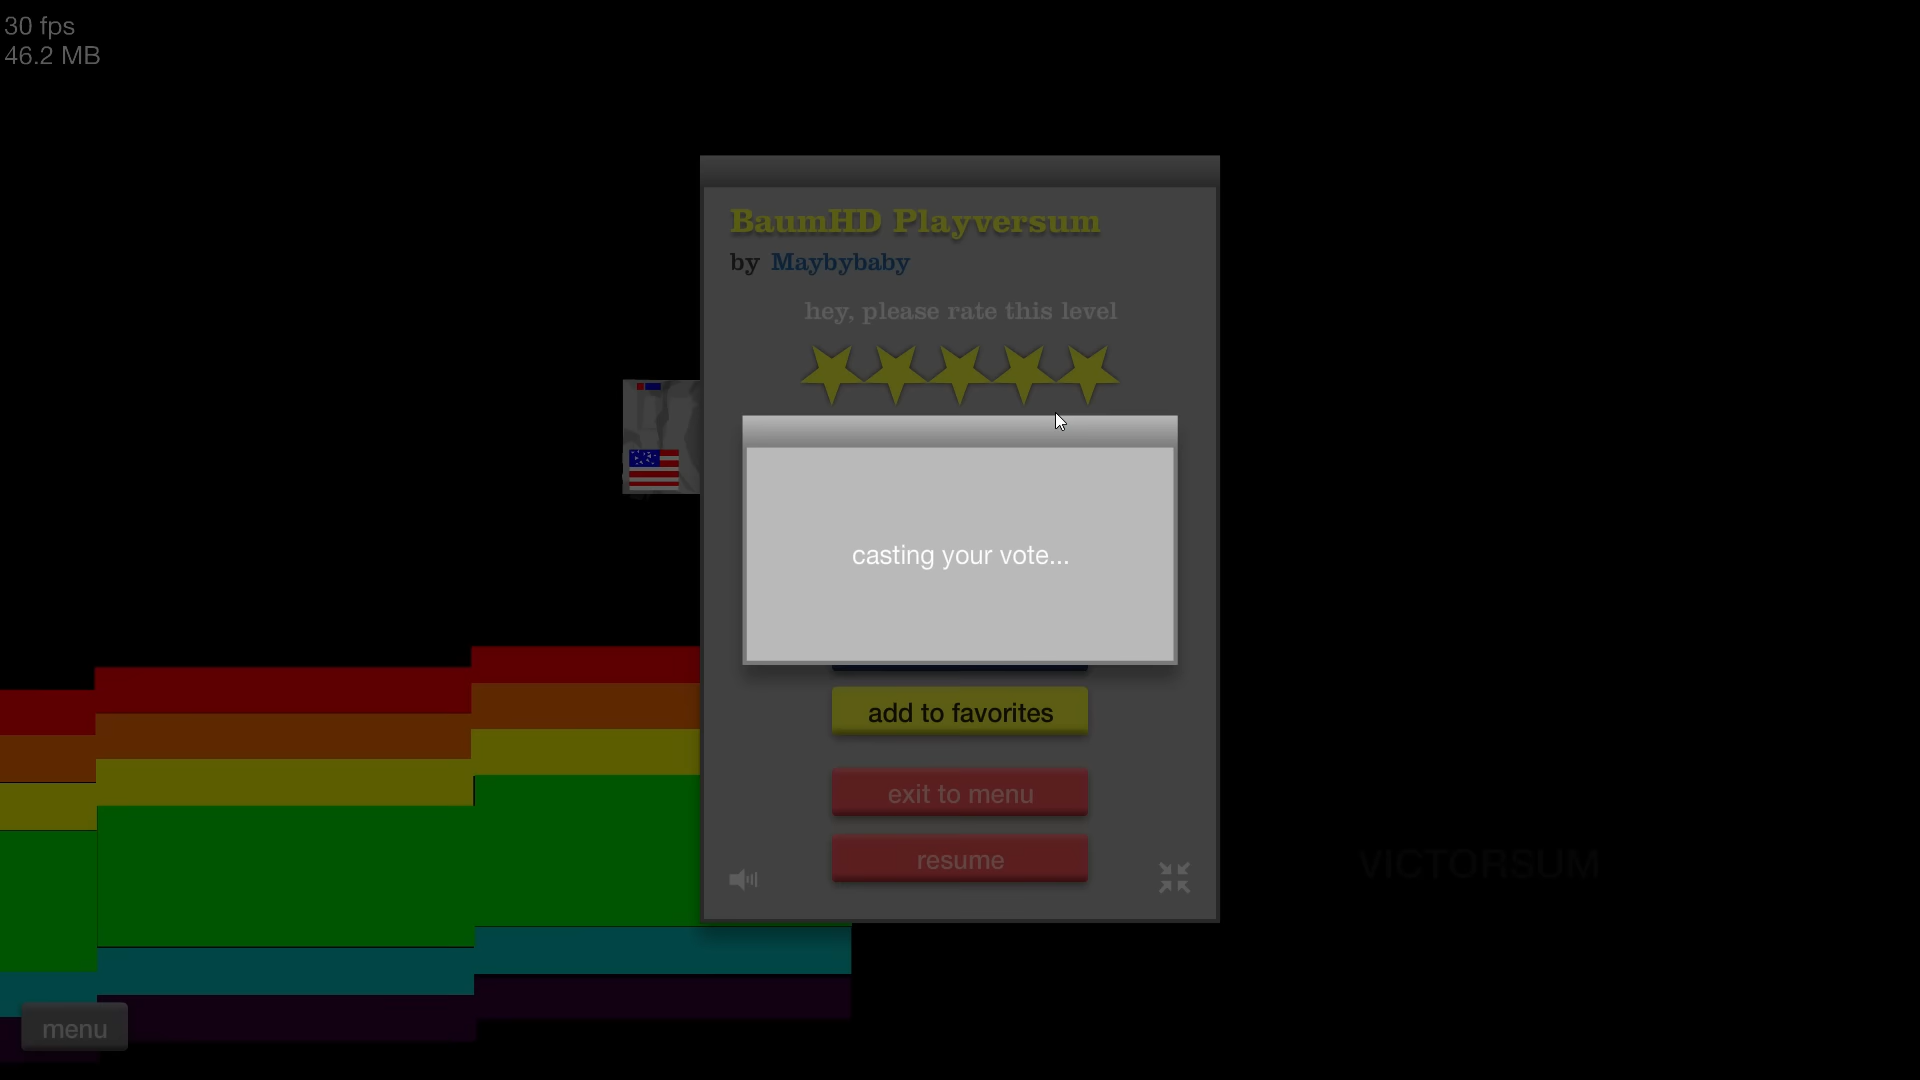 30 fps
46.2 MB
BaumHD Playversum
by Maybybaby
hey, please rate this level
casting your vote...
add to favorites
exit to menu
resume
VICTORSUM
menu